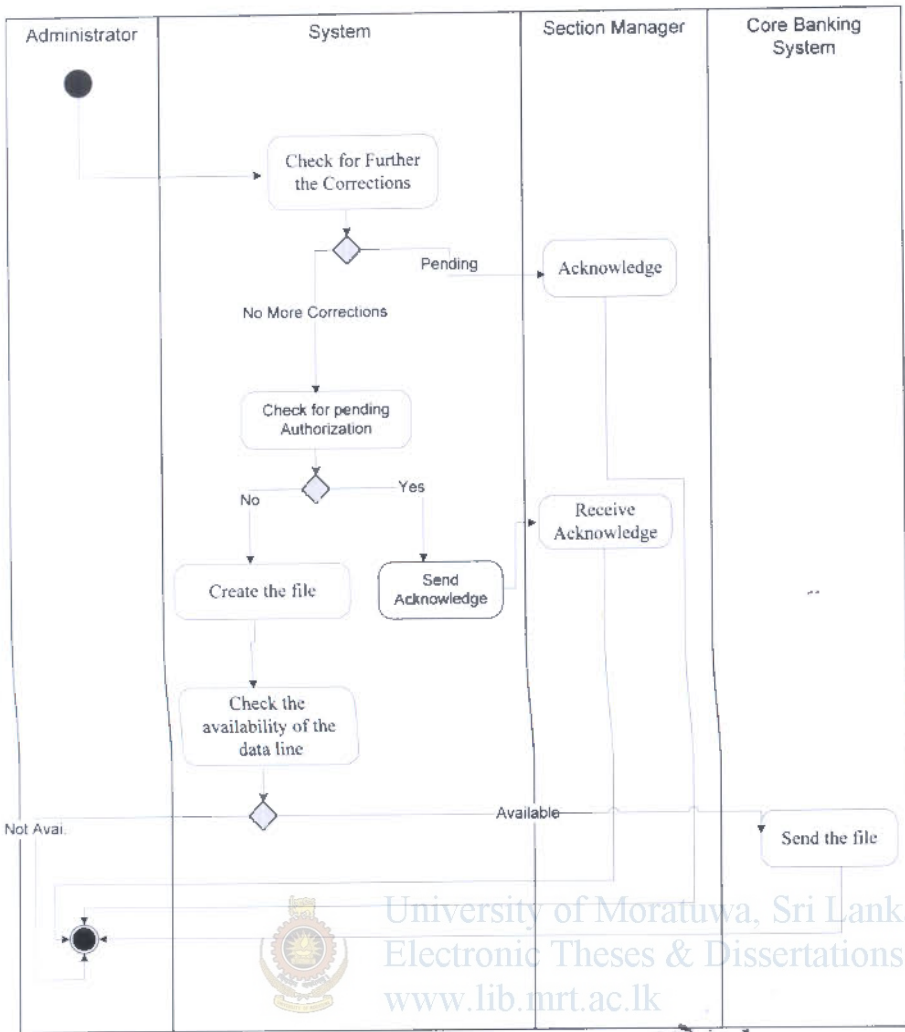 Administrator
System
Section Manager
Core Banking
System
Check for Further
the Corrections
Pending
Acknowledge
No More Corrections
Check for pending
Authorization
No
Yes
Receive
Acknowledge
Create the file
Send
Acknowledge
Check the
availability of the
data line
Not Avai.
Available
Send the file
University of Moratuwa, Sri Lank
Electronic Theses & Dissertations
www.lib.mrt.ac.lk